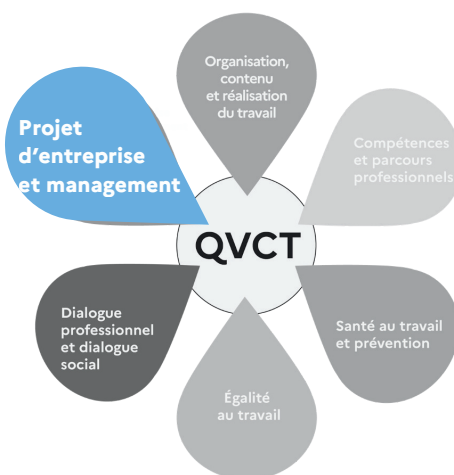 Organisation,
contenu
et réalisation
du travail
Projet
d’entreprise
et management
Compétences
et parcours
professionnels
QVCT
Dialogue
professionnel
et dialogue
social
Santé au travail
et prévention
Égalité
au travail